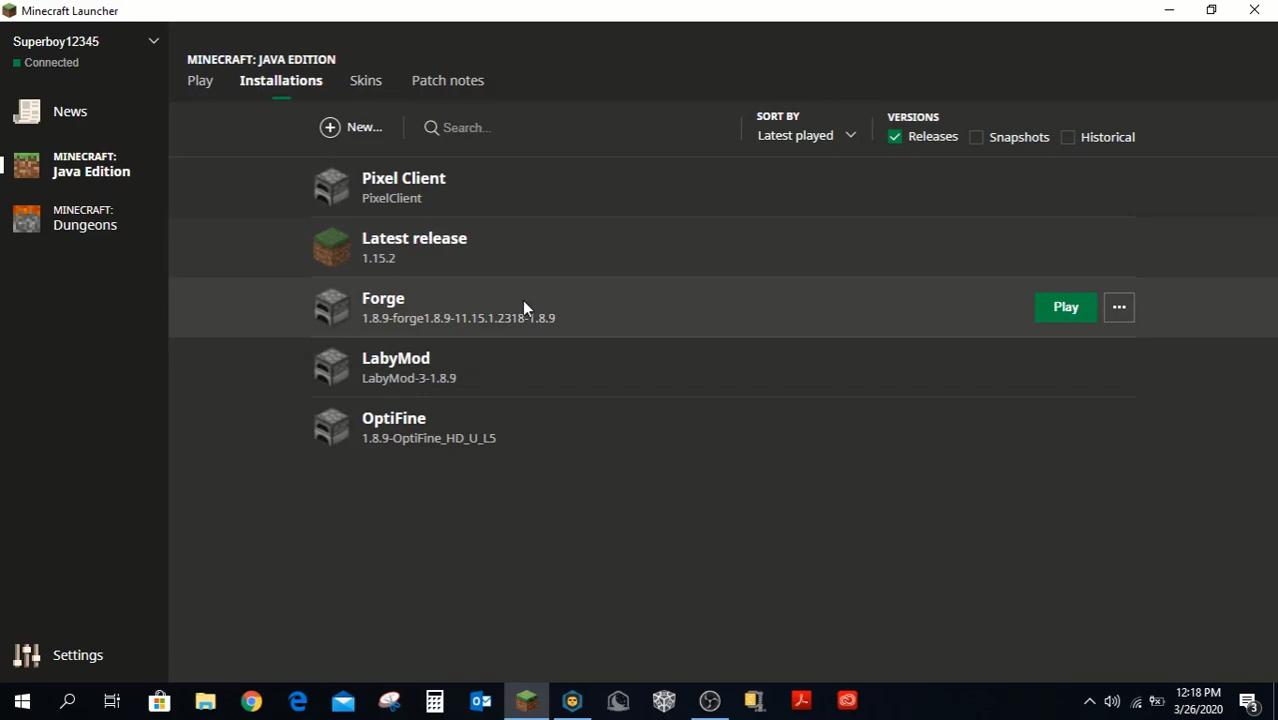 Minecraft Launcher
Superboy12345
Connected
News
MINECRAFT:
Java Edition
MINECRAFT:
Dungeons
Settings
MINECRAFT: JAVA EDITION
Play Installations Skins Patch notes
New... Search...
SORT BY
Latest played
VERSIONS
Releases Snapshots Historical
Pixel Client
PixelClient
Latest release
1.15.2
Forge
1.8.9-forge1.8.9-11.15.1.2318-1.8.9
Play
LabyMod
LabyMod-3-1.8.9
OptiFine
1.8.9-OptiFine_HD_U_L5
12:18 PM
3/26/2020
3